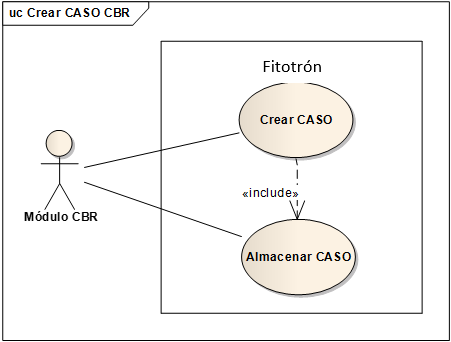 uc Crear CASO CBR
Fitotrón
Crear CASO
«include»
Módulo CBR
Almacenar CASO